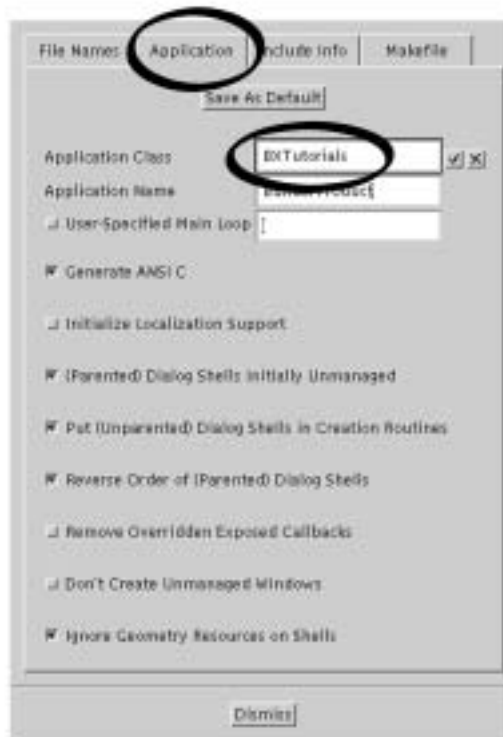 File Names Application Include Info Makefile
Save As Default
Application Class BXTutorials
Application Name
User-Specified Main Loop
Generate ANSI C
Initialize Localization Support
(Parented) Dialog Shells Initially Unmanaged
Put (Unparented) Dialog Shells in Creation Routines
Reverse Order of (Parented) Dialog Shells
Remove Overridden Exposed Callbacks
Don't Create Unmanaged Windows
Ignore Geometry Resources on Shells
Dismiss